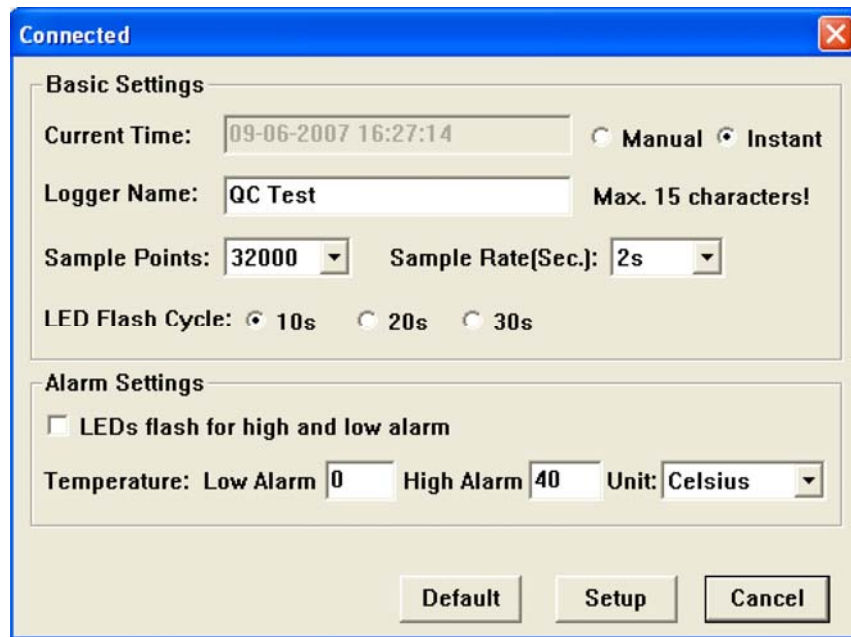 Connected
Basic Settings
Current Time: 09-06-2007 16:27:14 Manual Instant
Logger Name: QC Test Max. 15 characters!
Sample Points: 32000 Sample Rate(Sec.): 2s
LED Flash Cycle: 10s 20s 30s
Alarm Settings
LEDs flash for high and low alarm
Temperature: Low Alarm 0 High Alarm 40 Unit: Celsius
Default Setup Cancel